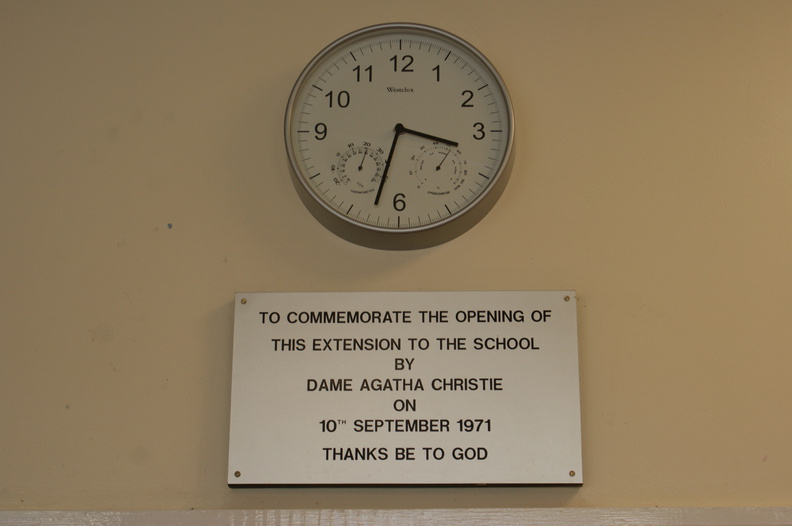 12
11 1
Westclox
10 2
9 3
6
TO COMMEMORATE THE OPENING OF
THIS EXTENSION TO THE SCHOOL
BY
DAME AGATHA CHRISTIE
ON
10TH SEPTEMBER 1971
THANKS BE TO GOD